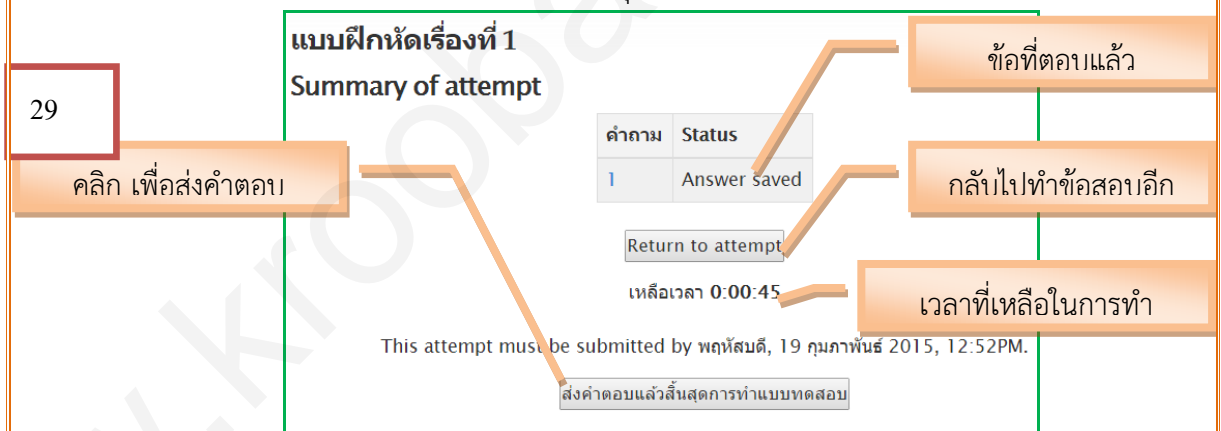 แบบฝึกหัดเรื่องที่ 1
Summary of attempt
29
ข้อที่ตอบแล้ว
คำถาม Status
1 Answer saved
คลิก เพื่อส่งคำตอบ
กลับไปทำข้อสอบอีก
Return to attempt
เหลือเวลา 0:00:45
เวลาที่เหลือในการทำ
This attempt must be submitted by พฤหัสบดี, 19 กุมภาพันธ์ 2015, 12:52PM.
ส่งคำตอบแล้วสิ้นสุดการทำแบบทดสอบ